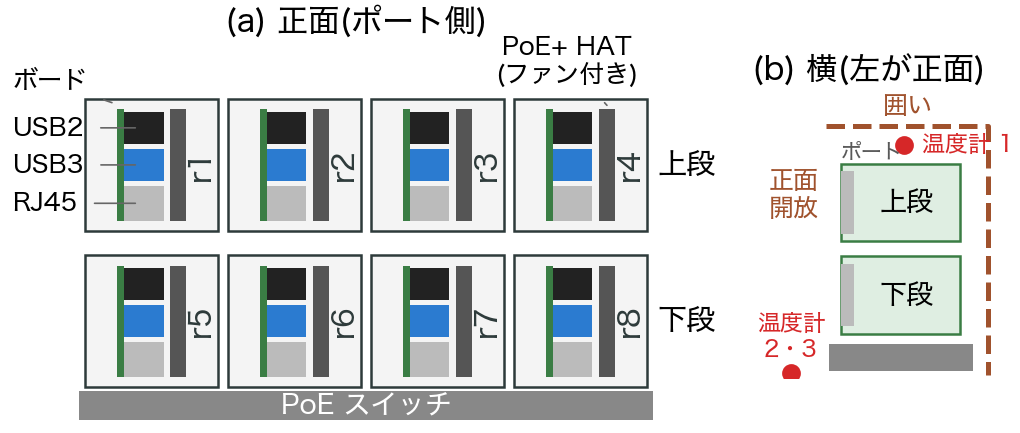 (a) 正面(ポート側)
PoE+ HAT
(ファン付き)
ボード
USB2
USB3
RJ45
r1
r2
r3
r4
上段
r5
r6
r7
r8
下段
PoE スイッチ
(b) 横(左が正面)
囲い
温度計 1
ポート
正面
開放
上段
下段
温度計
2・3